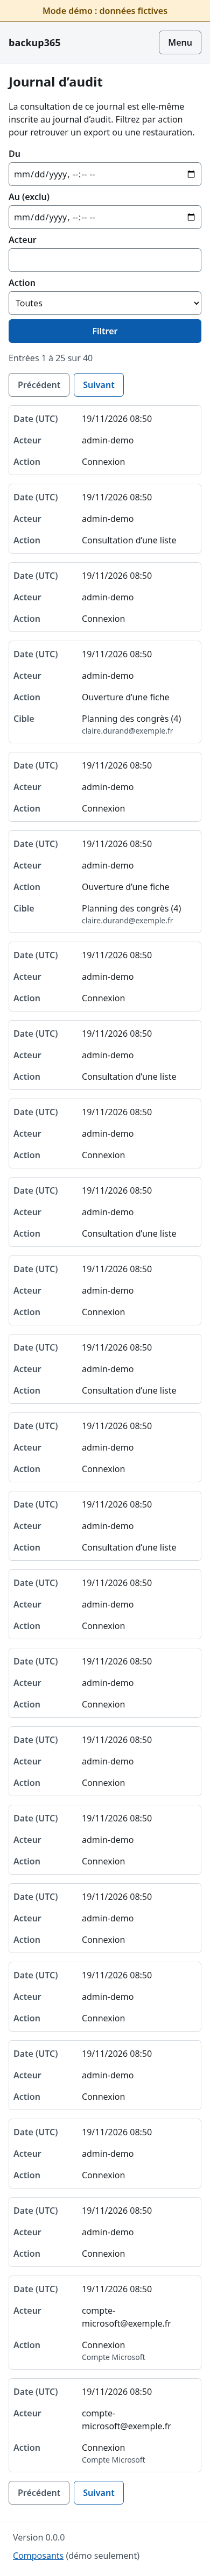 Mode démo : données fictives
backup365
Menu
Journal d’audit
La consultation de ce journal est elle-même
inscrite au journal d’audit. Filtrez par action
pour retrouver un export ou une restauration.
Du
mm/dd/yyyy, --:-- --
Au (exclu)
mm/dd/yyyy, --:-- --
Acteur
Action
Toutes
Filtrer
Entrées 1 à 25 sur 40
Précédent Suivant
Date (UTC) 19/11/2026 08:50
Acteur admin-demo
Action Connexion
Date (UTC) 19/11/2026 08:50
Acteur admin-demo
Action Consultation d’une liste
Date (UTC) 19/11/2026 08:50
Acteur admin-demo
Action Connexion
Date (UTC) 19/11/2026 08:50
Acteur admin-demo
Action Ouverture d’une fiche
Cible Planning des congrès (4)
claire.durand@exemple.fr
Date (UTC) 19/11/2026 08:50
Acteur admin-demo
Action Connexion
Date (UTC) 19/11/2026 08:50
Acteur admin-demo
Action Ouverture d’une fiche
Cible Planning des congrès (4)
claire.durand@exemple.fr
Date (UTC) 19/11/2026 08:50
Acteur admin-demo
Action Connexion
Date (UTC) 19/11/2026 08:50
Acteur admin-demo
Action Consultation d’une liste
Date (UTC) 19/11/2026 08:50
Acteur admin-demo
Action Connexion
Date (UTC) 19/11/2026 08:50
Acteur admin-demo
Action Consultation d’une liste
Date (UTC) 19/11/2026 08:50
Acteur admin-demo
Action Connexion
Date (UTC) 19/11/2026 08:50
Acteur admin-demo
Action Consultation d’une liste
Date (UTC) 19/11/2026 08:50
Acteur admin-demo
Action Connexion
Date (UTC) 19/11/2026 08:50
Acteur admin-demo
Action Consultation d’une liste
Date (UTC) 19/11/2026 08:50
Acteur admin-demo
Action Connexion
Date (UTC) 19/11/2026 08:50
Acteur admin-demo
Action Connexion
Date (UTC) 19/11/2026 08:50
Acteur admin-demo
Action Connexion
Date (UTC) 19/11/2026 08:50
Acteur admin-demo
Action Connexion
Date (UTC) 19/11/2026 08:50
Acteur admin-demo
Action Connexion
Date (UTC) 19/11/2026 08:50
Acteur admin-demo
Action Connexion
Date (UTC) 19/11/2026 08:50
Acteur admin-demo
Action Connexion
Date (UTC) 19/11/2026 08:50
Acteur admin-demo
Action Connexion
Date (UTC) 19/11/2026 08:50
Acteur admin-demo
Action Connexion
Date (UTC) 19/11/2026 08:50
Acteur compte-
microsoft@exemple.fr
Action Connexion
Compte Microsoft
Date (UTC) 19/11/2026 08:50
Acteur compte-
microsoft@exemple.fr
Action Connexion
Compte Microsoft
Précédent Suivant
Version 0.0.0
Composants (démo seulement)